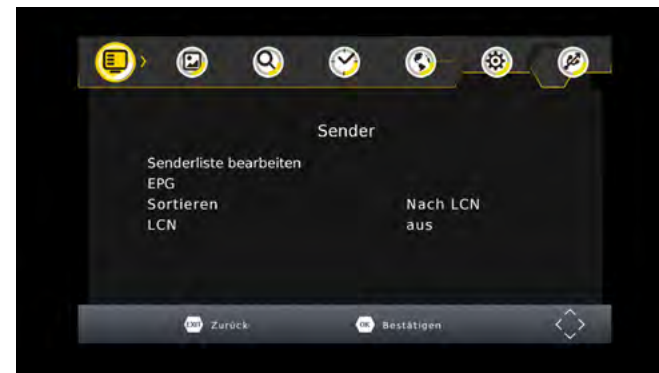 Sender
Senderliste bearbeiten
EPG
Sortieren Nach LCN
LCN aus
EXIT Zurück OK Bestätigen